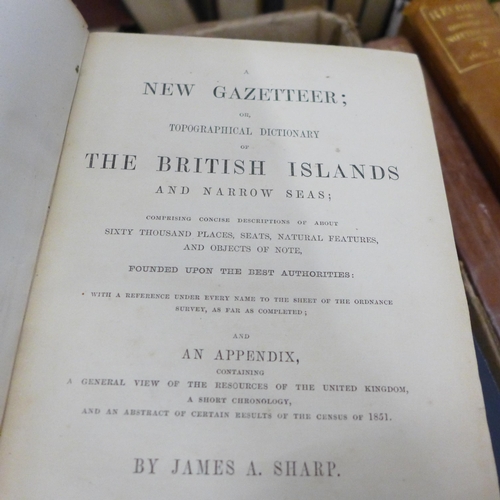 A
NEW GAZETTEER;
OR,
TOPOGRAPHICAL DICTIONARY
OF
THE BRITISH ISLANDS
AND NARROW SEAS;
COMPRISING CONCISE DESCRIPTIONS OF ABOUT
SIXTY THOUSAND PLACES, SEATS, NATURAL FEATURES,
AND OBJECTS OF NOTE,
FOUNDED UPON THE BEST AUTHORITIES:
WITH A REFERENCE UNDER EVERY NAME TO THE SHEET OF THE ORDNANCE
SURVEY, AS FAR AS COMPLETED;
AND
AN APPENDIX,
CONTAINING
A GENERAL VIEW OF THE RESOURCES OF THE UNITED KINGDOM,
A SHORT CHRONOLOGY,
AND AN ABSTRACT OF CERTAIN RESULTS OF THE CENSUS OF 1851.
BY JAMES A. SHARP.